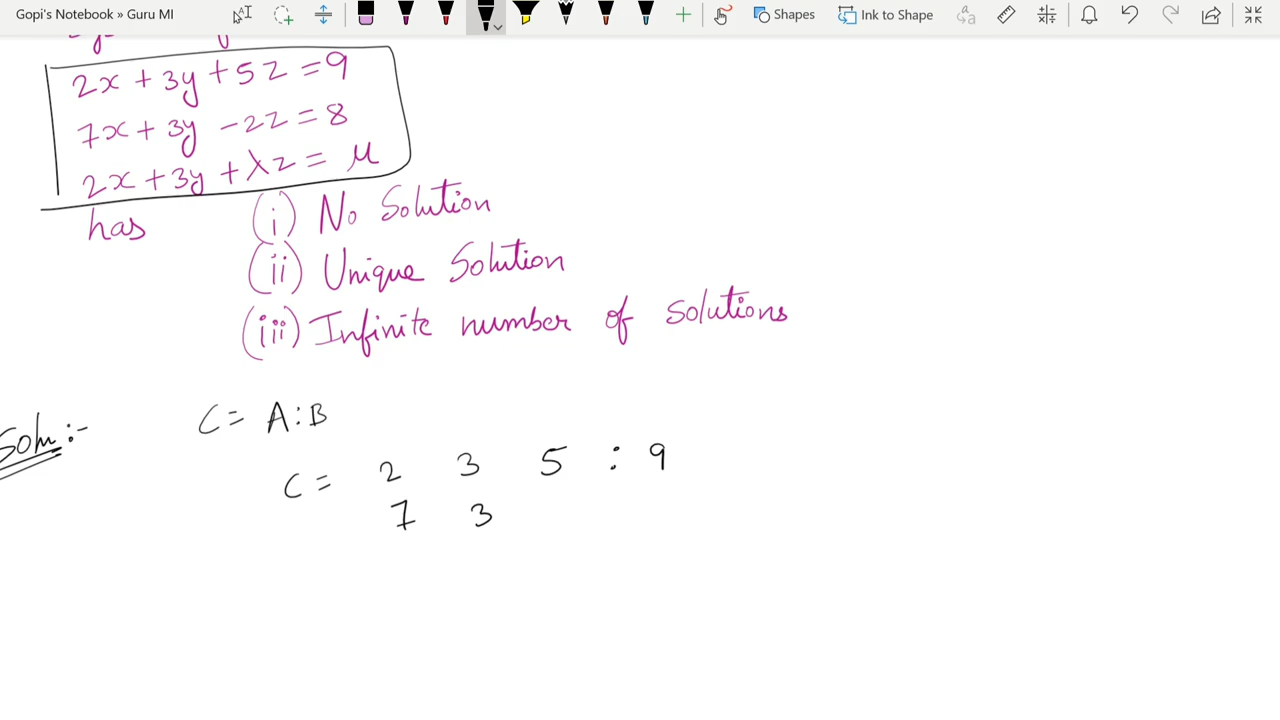 Gopi's Notebook » Guru MI
Shapes
Ink to Shape
2x + 3y + 5z = 9
7x + 3y - 2z = 8
2x + 3y + λz = μ
has (i) No Solution
(ii) Unique Solution
(iii) Infinite number of solutions
Soln :-
C = A:B
C = 2 3 5 : 9
7 3